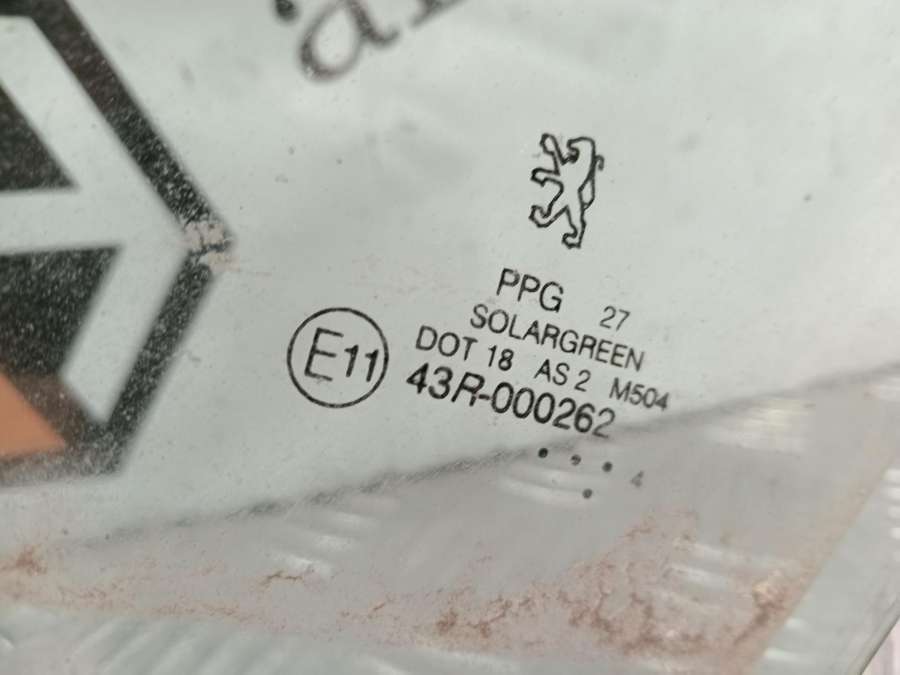 PPG 27
SOLARGREEN
DOT 18 AS 2 M504
E11 43R-000262
4